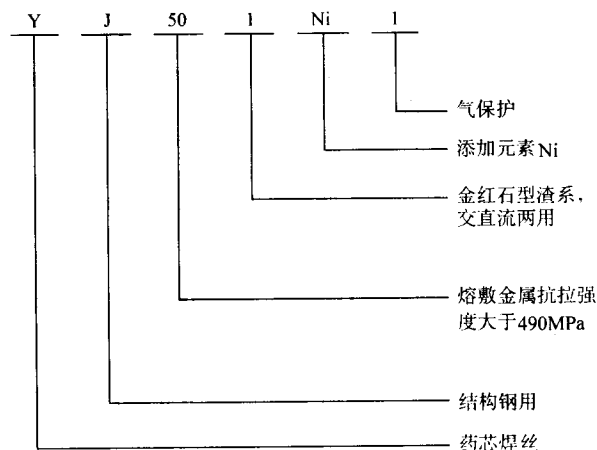 Y J 50 1 Ni 1
气保护
添加元素Ni
金红石型渣系，
交直流两用
熔敷金属抗拉强
度大于490MPa
结构钢用
药芯焊丝